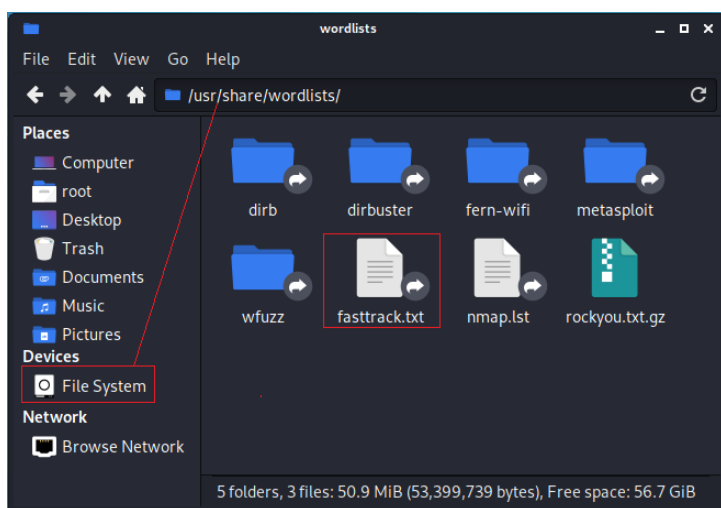 wordlists
File Edit View Go Help
/usr/share/wordlists/
Places
Computer
root
Desktop
Trash
Documents
Music
Pictures
Devices
File System
Network
Browse Network
dirb dirbuster fern-wifi metasploit
wfuzz fasttrack.txt nmap.lst rockyou.txt.gz
5 folders, 3 files: 50.9 MiB (53,399,739 bytes), Free space: 56.7 GiB